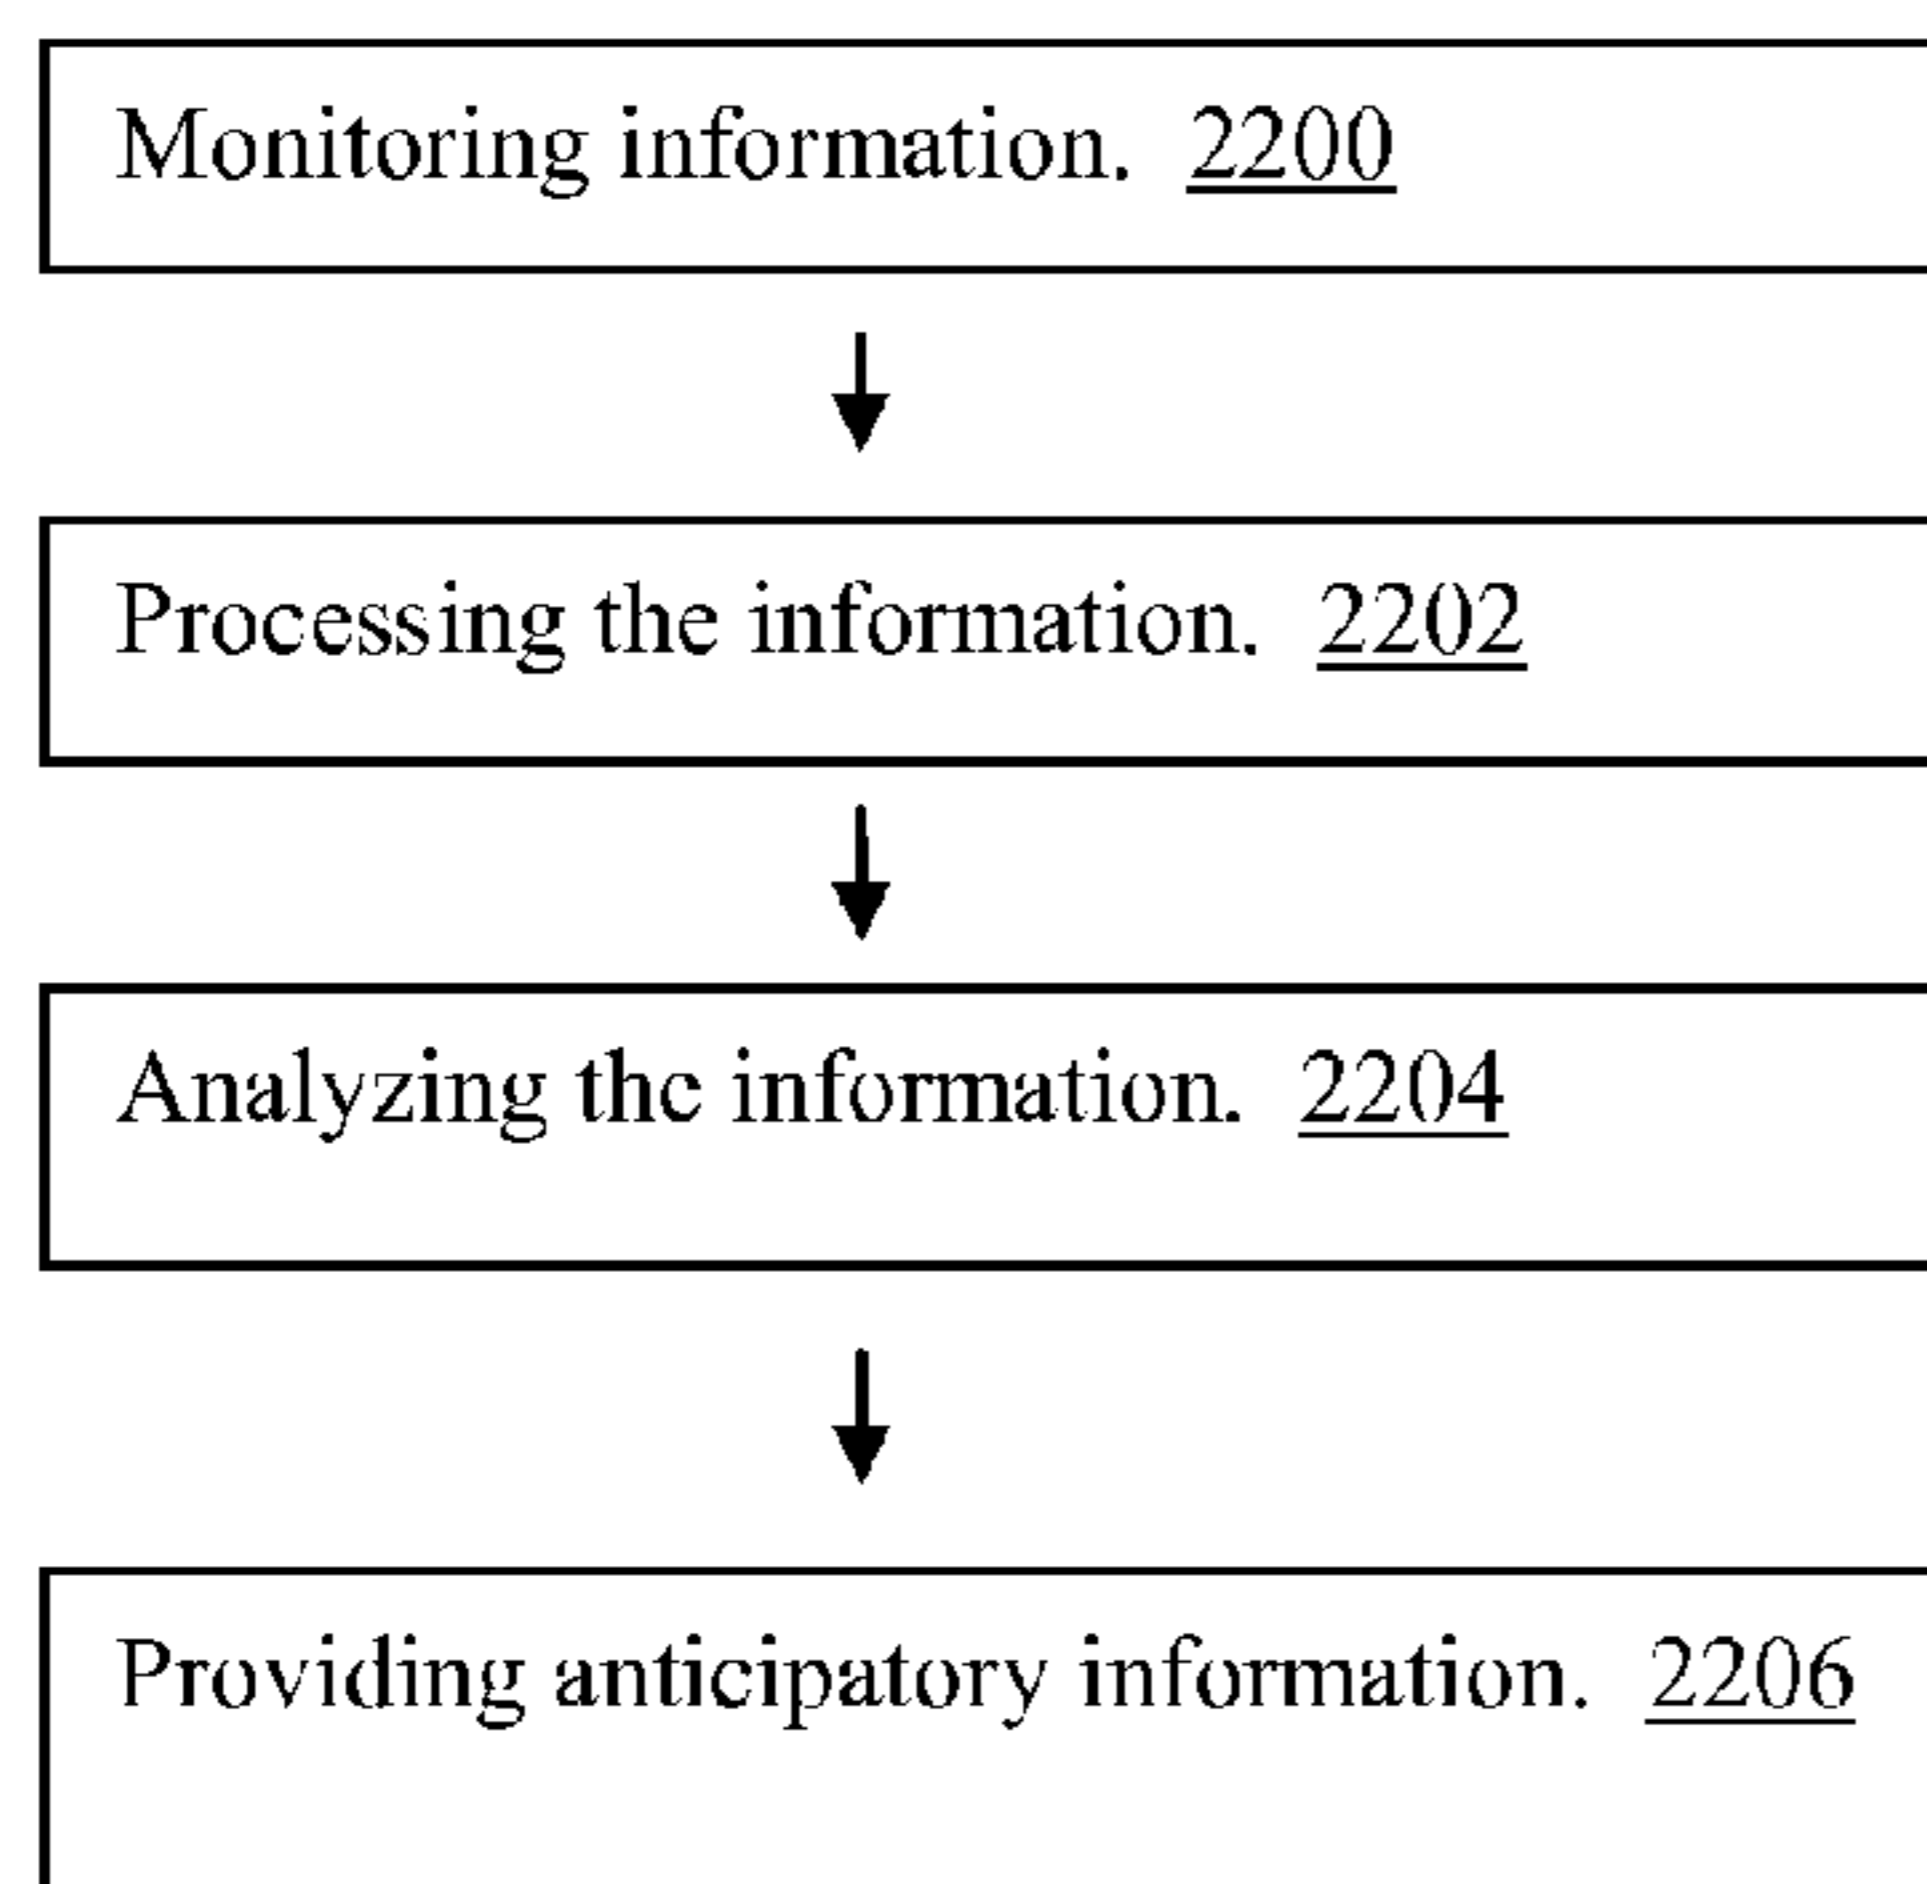 Monitoring information. 2200
Processing the information. 2202
Analyzing the information. 2204
Providing anticipatory information. 2206